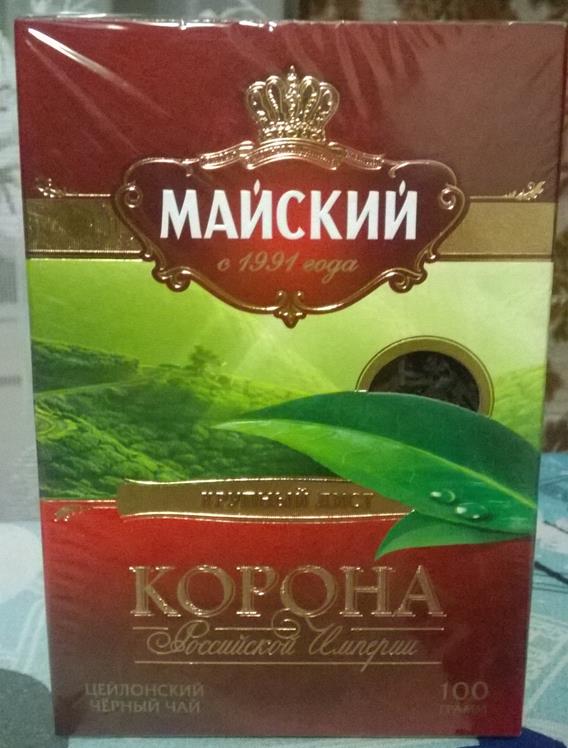 МАЙСКИЙ
с 1991 года
КРУПНЫЙ ЛИСТ
КОРОНА
Российской Империи
ЦЕЙЛОНСКИЙ
ЧЁРНЫЙ ЧАЙ
100
ГРАММ